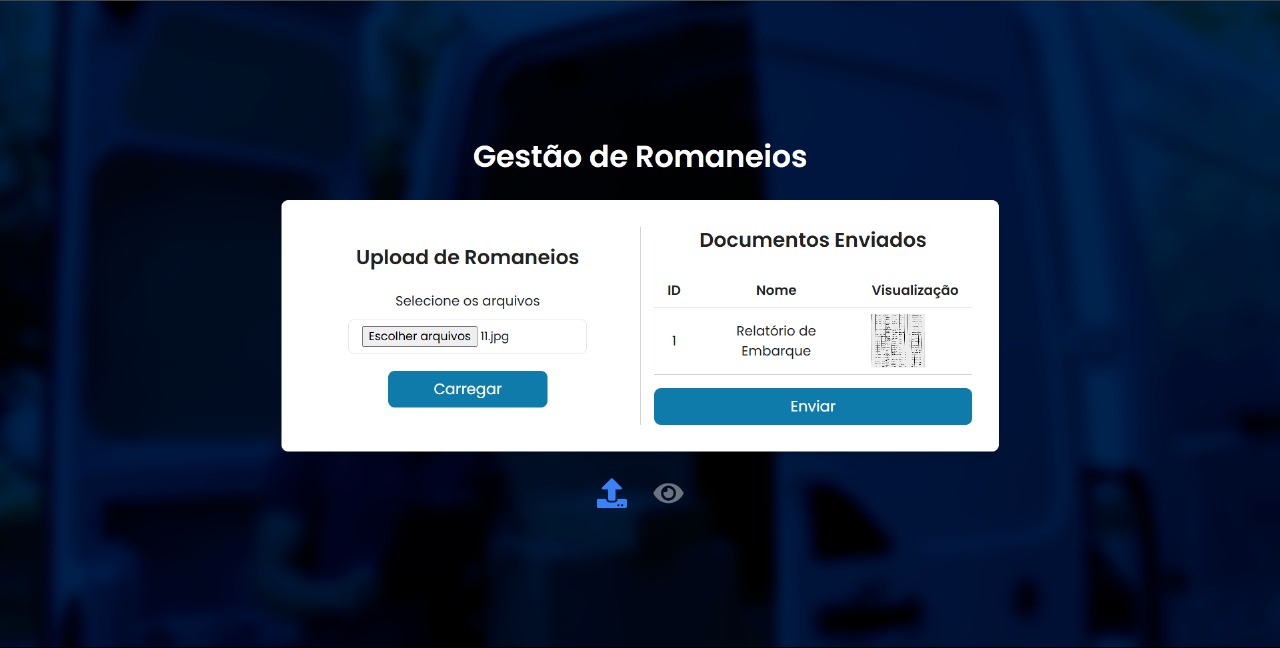 Gestão de Romaneios
Upload de Romaneios
Selecione os arquivos
Escolher arquivos 11.jpg
Carregar
Documentos Enviados
ID Nome Visualização
1 Relatório de
Embarque
Enviar